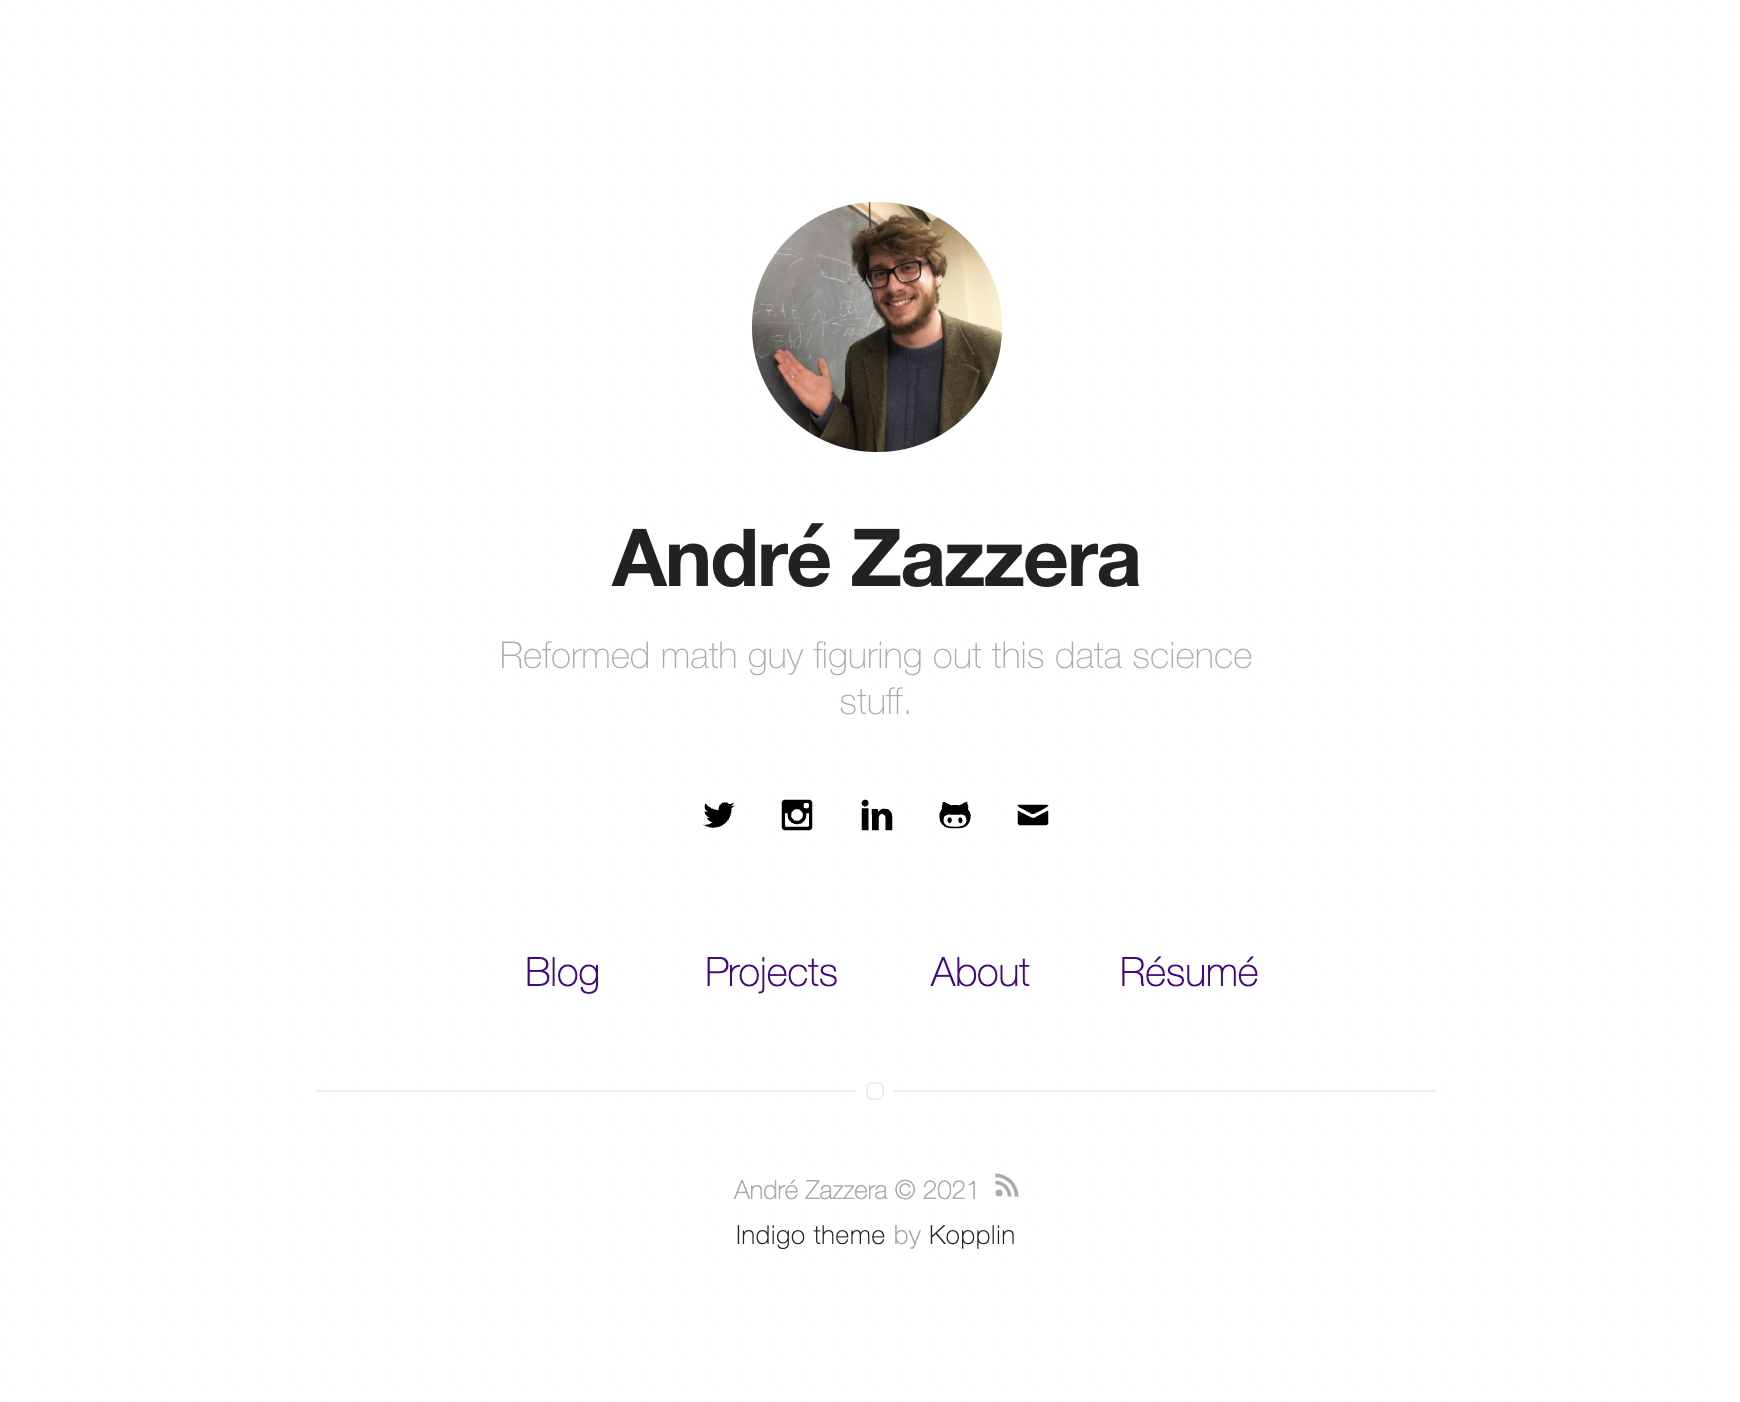 André Zazzera
Reformed math guy figuring out this data science
stuff.
Blog Projects About Résumé
André Zazzera © 2021
Indigo theme by Kopplin